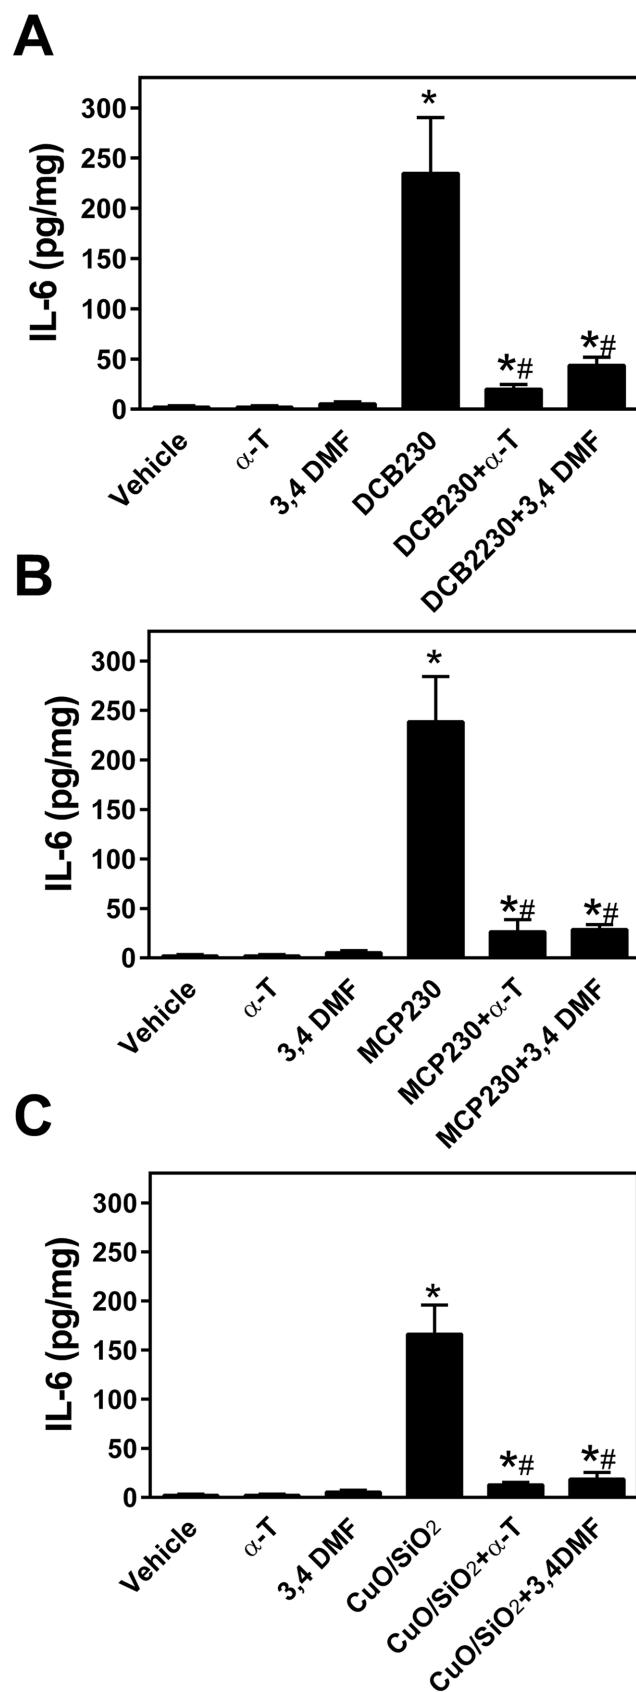 A
IL-6 (pg/mg)
300
250
200
150
100
50
0
*
*#
*#
Vehicle
α-T
3,4 DMF
DCB230
DCB230+α-T
DCB2230+3,4 DMF
B
IL-6 (pg/mg)
300
250
200
150
100
50
0
*
*#
*#
Vehicle
α-T
3,4 DMF
MCP230
MCP230+α-T
MCP230+3,4 DMF
C
IL-6 (pg/mg)
300
250
200
150
100
50
0
*
*#
*#
Vehicle
α-T
3,4 DMF
CuO/SiO2
CuO/SiO2+α-T
CuO/SiO2+3,4DMF